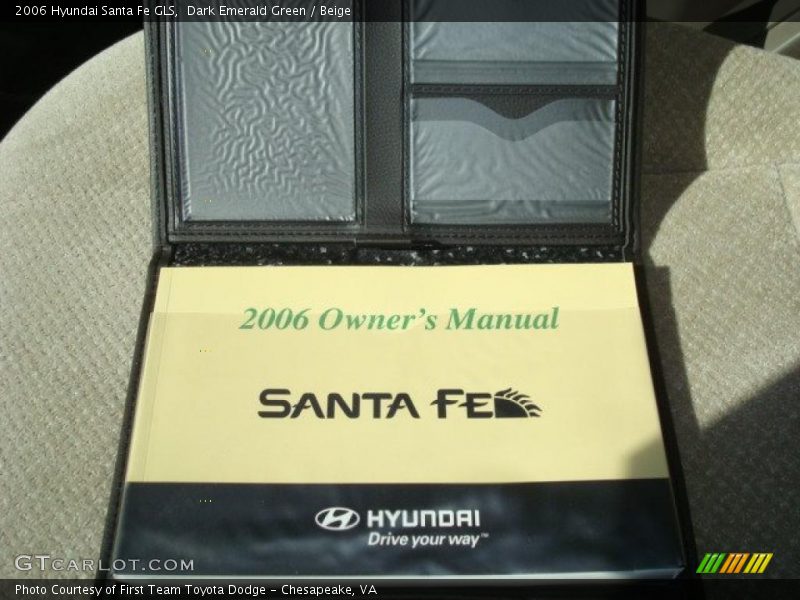 2006 Hyundai Santa Fe GLS,  Dark Emerald Green / Beige
2006 Owner's Manual
SANTA FE
HYUNDAI
Drive your way™
GTCARLOT.COM
Photo Courtesy of First Team Toyota Dodge - Chesapeake, VA